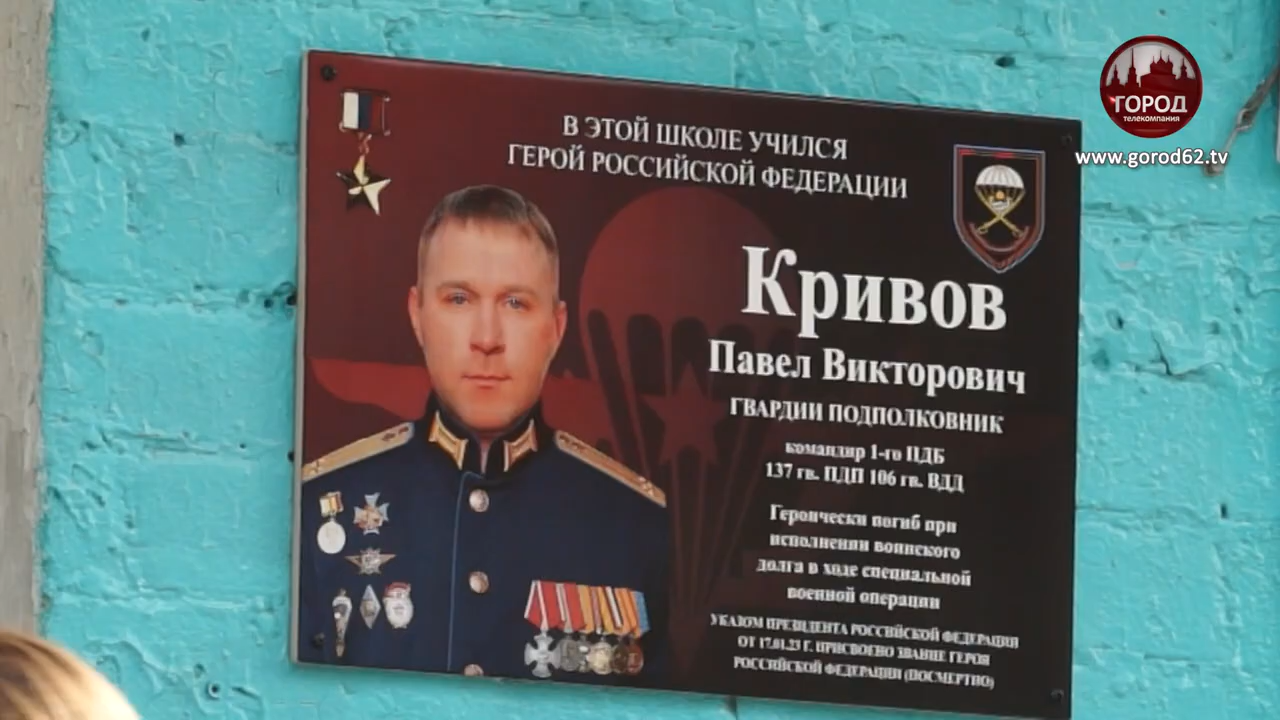 ГОРОД
телекомпания
www.gorod62.tv
В ЭТОЙ ШКОЛЕ УЧИЛСЯ
ГЕРОЙ РОССИЙСКОЙ ФЕДЕРАЦИИ
Кривов
Павел Викторович
ГВАРДИИ ПОДПОЛКОВНИК
командир 1-го ПДБ
137 гв. ПДП 106 гв. ВДД
Героически погиб при
исполнении воинского
долга в ходе специальной
военной операции
УКАЗОМ ПРЕЗИДЕНТА РОССИЙСКОЙ ФЕДЕРАЦИИ
ОТ 17.01.23 Г. ПРИСВОЕНО ЗВАНИЕ ГЕРОЯ
РОССИЙСКОЙ ФЕДЕРАЦИИ (ПОСМЕРТНО)